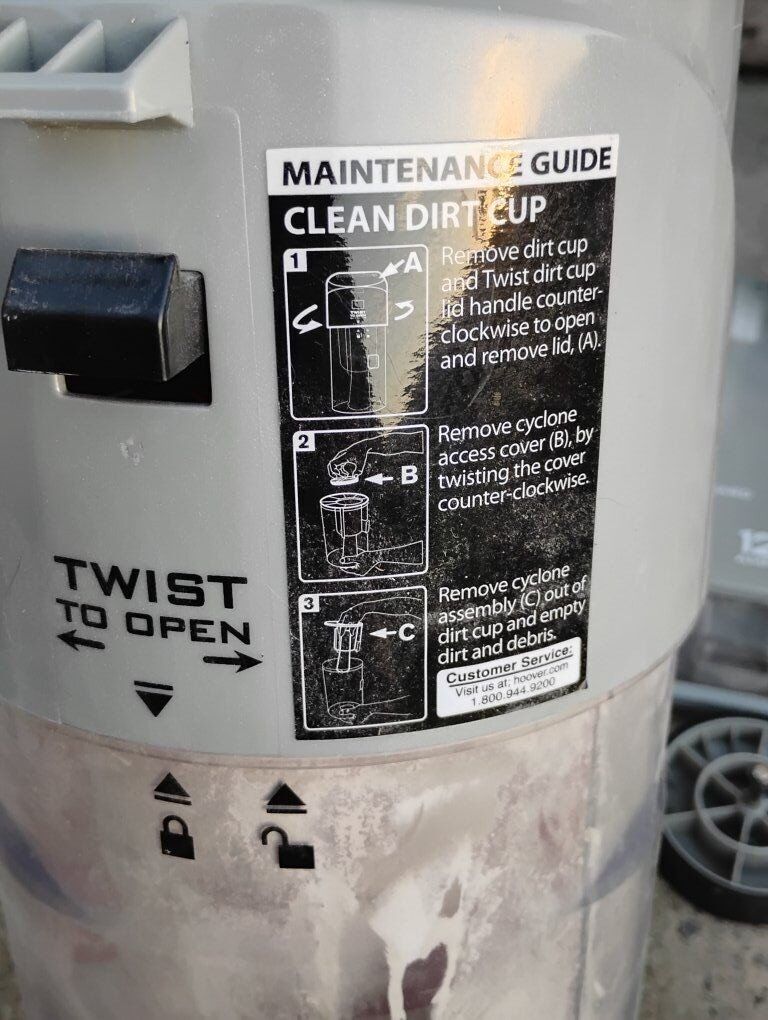 MAINTENANCE GUIDE
CLEAN DIRT CUP
1
A
Remove dirt cup
and Twist dirt cup
lid handle counter-
clockwise to open
and remove lid, (A).
2
B
Remove cyclone
access cover (B), by
twisting the cover
counter-clockwise.
3
C
Remove cyclone
assembly (C) out of
dirt cup and empty
dirt and debris.
Customer Service:
Visit us at: hoover.com
1.800.944.9200
TWIST
TO OPEN
12